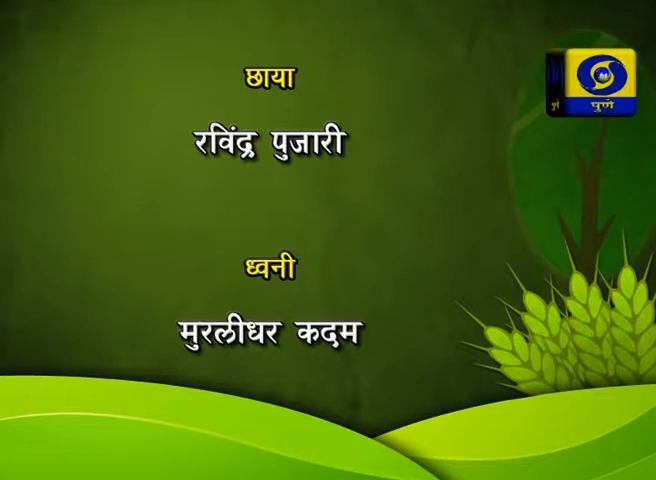 छाया
पुणे
रविंद्र पुजारी
ध्वनी
मुरलीधर कदम